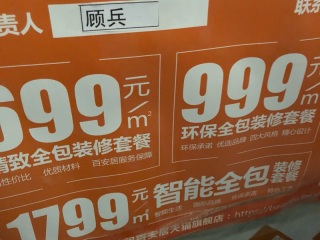 责人 顾兵 联系
699元/㎡
精致全包装修套餐
性价比 优质材料 百安居服务保障
999元/㎡
环保全包装修套餐
环保承诺 优选品牌 四大风格 精心设计
1799元/㎡
智能全包装修套餐